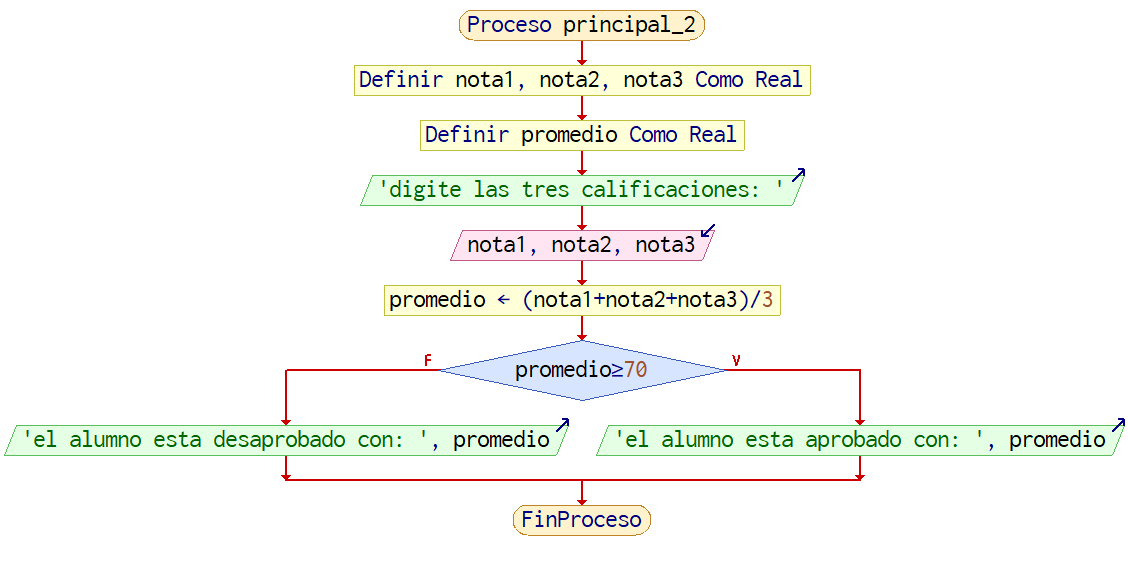 Proceso principal_2
Definir nota1, nota2, nota3 Como Real
Definir promedio Como Real
'digite las tres calificaciones: '
nota1, nota2, nota3
promedio ← (nota1+nota2+nota3)/3
F
V
promedio≥70
'el alumno esta desaprobado con: ', promedio
'el alumno esta aprobado con: ', promedio
FinProceso